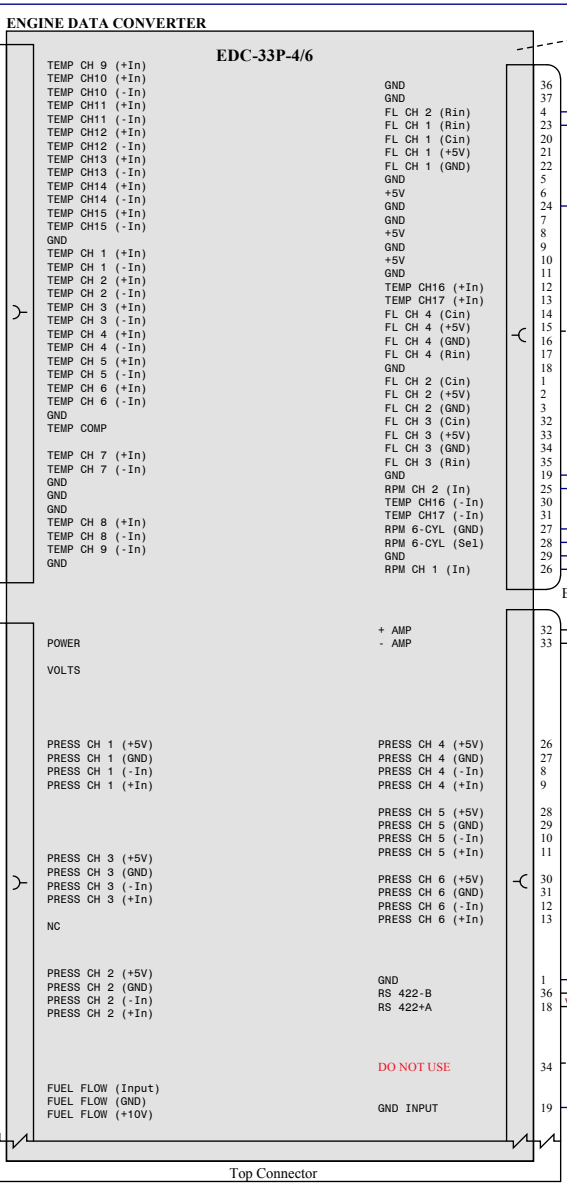 ENGINE DATA CONVERTER
EDC-33P-4/6
TEMP CH 9 (+In)
TEMP CH10 (+In)
TEMP CH10 (-In)
TEMP CH11 (+In)
TEMP CH11 (-In)
TEMP CH12 (+In)
TEMP CH12 (-In)
TEMP CH13 (+In)
TEMP CH13 (-In)
TEMP CH14 (+In)
TEMP CH14 (-In)
TEMP CH15 (+In)
TEMP CH15 (-In)
GND
TEMP CH 1 (+In)
TEMP CH 1 (-In)
TEMP CH 2 (+In)
TEMP CH 2 (-In)
TEMP CH 3 (+In)
TEMP CH 3 (-In)
TEMP CH 4 (+In)
TEMP CH 4 (-In)
TEMP CH 5 (+In)
TEMP CH 5 (-In)
TEMP CH 6 (+In)
TEMP CH 6 (-In)
GND
TEMP COMP
TEMP CH 7 (+In)
TEMP CH 7 (-In)
GND
GND
GND
TEMP CH 8 (+In)
TEMP CH 8 (-In)
TEMP CH 9 (-In)
GND
GND 36
GND 37
FL CH 2 (Rin) 4
FL CH 1 (Rin) 23
FL CH 1 (Cin) 20
FL CH 1 (+5V) 21
FL CH 1 (GND) 22
GND 5
+5V 6
GND 24
GND 7
+5V 8
GND 9
+5V 10
GND 11
TEMP CH16 (+In) 12
TEMP CH17 (+In) 13
FL CH 4 (Cin) 14
FL CH 4 (+5V) 15
FL CH 4 (GND) 16
FL CH 4 (Rin) 17
GND 18
FL CH 2 (Cin) 1
FL CH 2 (+5V) 2
FL CH 2 (GND) 3
FL CH 3 (Cin) 32
FL CH 3 (+5V) 33
FL CH 3 (GND) 34
FL CH 3 (Rin) 35
GND 19
RPM CH 2 (In) 25
TEMP CH16 (-In) 30
TEMP CH17 (-In) 31
RPM 6-CYL (GND) 27
RPM 6-CYL (Sel) 28
GND 29
RPM CH 1 (In) 26
POWER
VOLTS
PRESS CH 1 (+5V)
PRESS CH 1 (GND)
PRESS CH 1 (-In)
PRESS CH 1 (+In)
PRESS CH 3 (+5V)
PRESS CH 3 (GND)
PRESS CH 3 (-In)
PRESS CH 3 (+In)
NC
PRESS CH 2 (+5V)
PRESS CH 2 (GND)
PRESS CH 2 (-In)
PRESS CH 2 (+In)
FUEL FLOW (Input)
FUEL FLOW (GND)
FUEL FLOW (+10V)
+ AMP 32
- AMP 33
PRESS CH 4 (+5V) 26
PRESS CH 4 (GND) 27
PRESS CH 4 (-In) 8
PRESS CH 4 (+In) 9
PRESS CH 5 (+5V) 28
PRESS CH 5 (GND) 29
PRESS CH 5 (-In) 10
PRESS CH 5 (+In) 11
PRESS CH 6 (+5V) 30
PRESS CH 6 (GND) 31
PRESS CH 6 (-In) 12
PRESS CH 6 (+In) 13
GND 1
RS 422-B 36
RS 422+A 18
DO NOT USE 34
GND INPUT 19
Top Connector